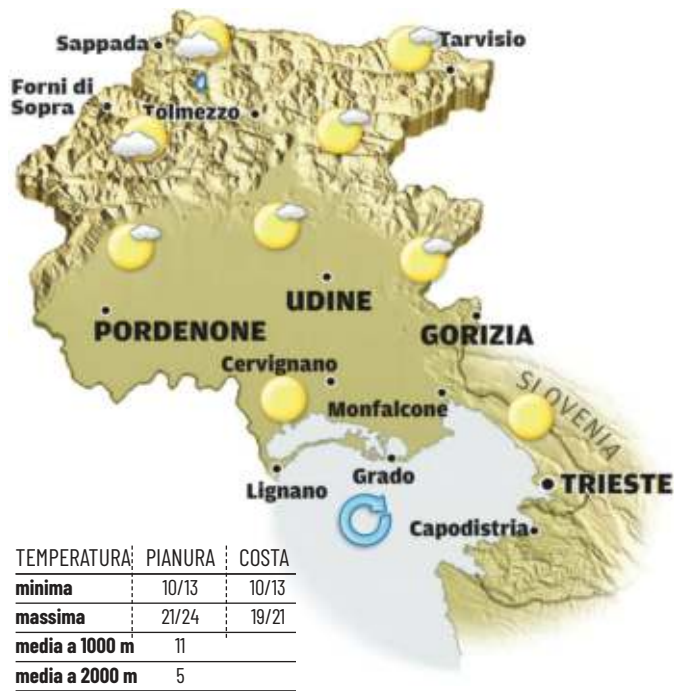 Sappada
Tarvisio
Forni di
Sopra
Tolmezzo
UDINE
PORDENONE
GORIZIA
Cervignano
Monfalcone
SLOVENIA
Lignano
Grado
TRIESTE
Capodistria
TEMPERATURA PIANURA COSTA
minima 10/13 10/13
massima 21/24 19/21
media a 1000 m 11
media a 2000 m 5